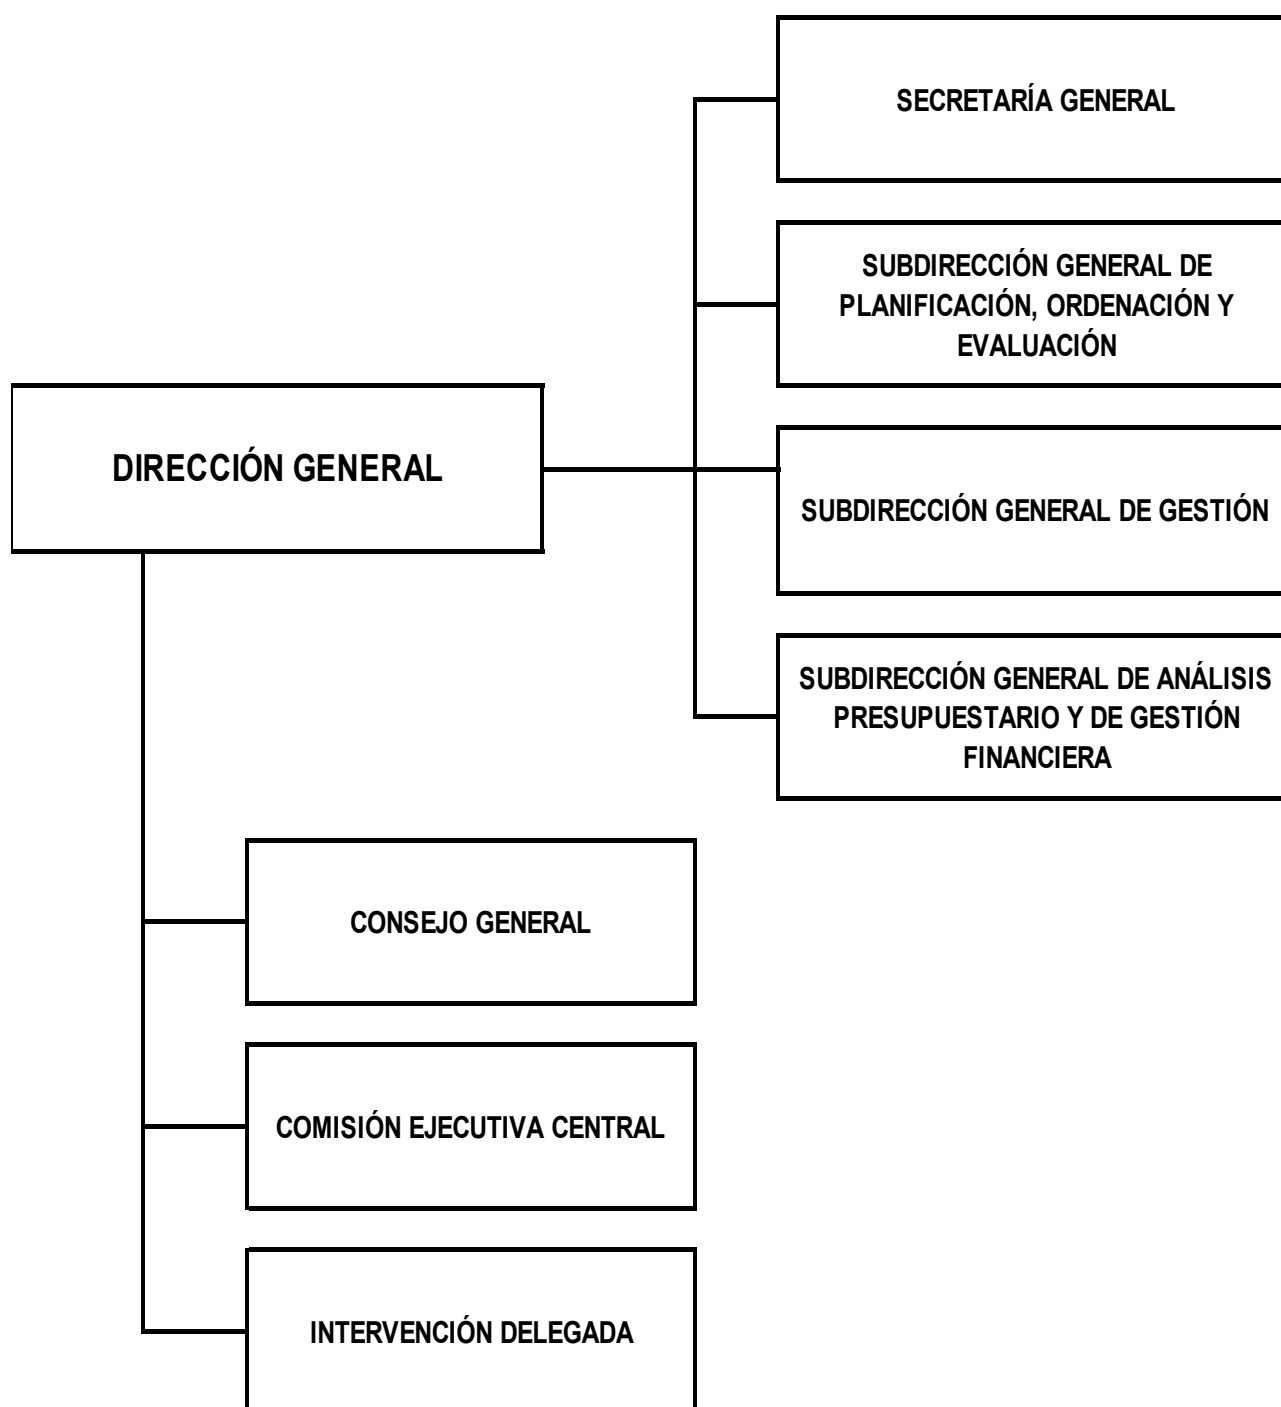 SECRETARÍA GENERAL
SUBDIRECCIÓN GENERAL DE
PLANIFICACIÓN, ORDENACIÓN Y
EVALUACIÓN
DIRECCIÓN GENERAL
SUBDIRECCIÓN GENERAL DE GESTIÓN
SUBDIRECCIÓN GENERAL DE ANÁLISIS
PRESUPUESTARIO Y DE GESTIÓN
FINANCIERA
CONSEJO GENERAL
COMISIÓN EJECUTIVA CENTRAL
INTERVENCIÓN DELEGADA